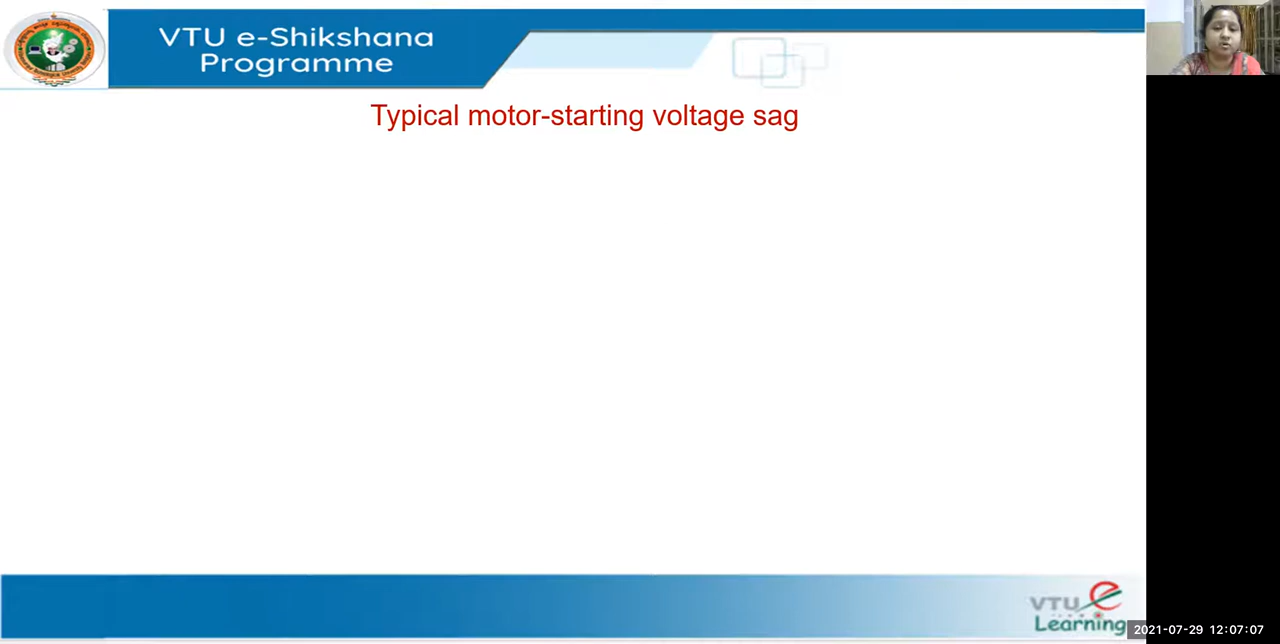 VTU e-Shikshana
Programme
Typical motor-starting voltage sag
VTU
Learning
2021-07-29 12:07:07